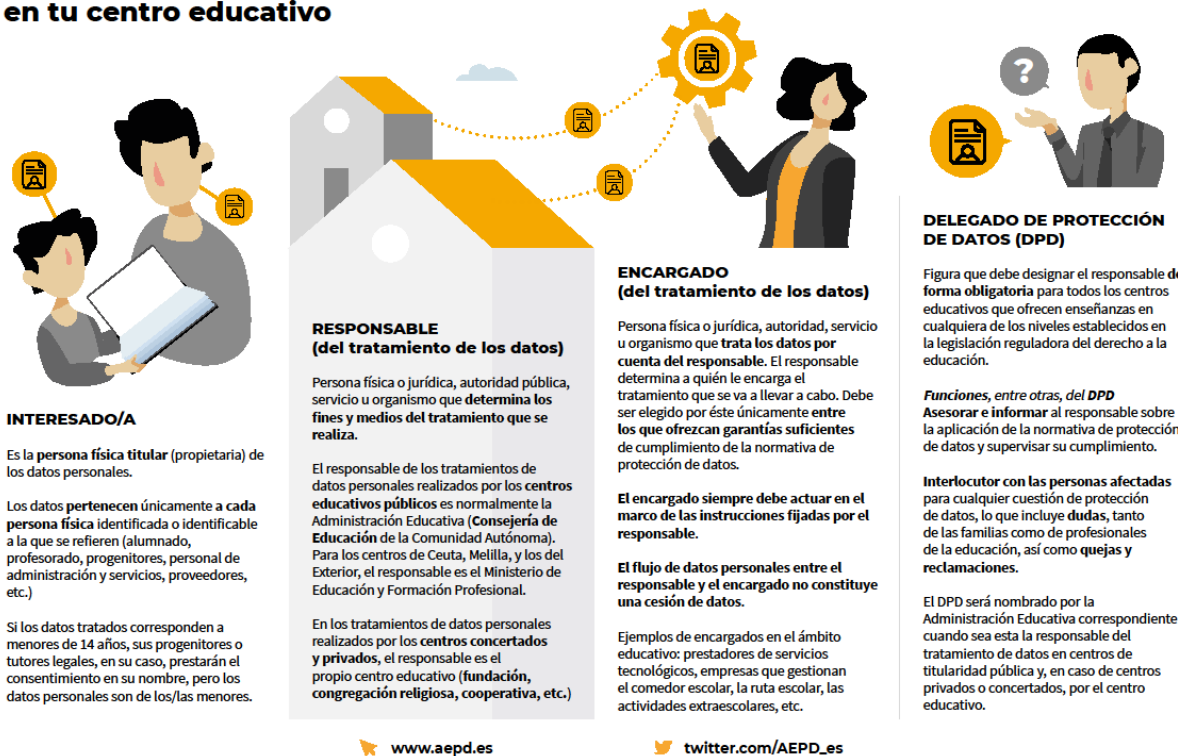 en tu centro educativo
?
INTERESADO/A
Es la persona física titular (propietaria) de
los datos personales.
Los datos pertenecen únicamente a cada
persona física identificada o identificable
a la que se refieren (alumnado,
profesorado, progenitores, personal de
administración y servicios, proveedores,
etc.)
Si los datos tratados corresponden a
menores de 14 años, sus progenitores o
tutores legales, en su caso, prestarán el
consentimiento en su nombre, pero los
datos personales son de los/las menores.
RESPONSABLE
(del tratamiento de los datos)
Persona física o jurídica, autoridad pública,
servicio u organismo que determina los
fines y medios del tratamiento que se
realiza.
El responsable de los tratamientos de
datos personales realizados por los centros
educativos públicos es normalmente la
Administración Educativa (Consejería de
Educación de la Comunidad Autónoma).
Para los centros de Ceuta, Melilla, y los del
Exterior, el responsable es el Ministerio de
Educación y Formación Profesional.
En los tratamientos de datos personales
realizados por los centros concertados
y privados, el responsable es el
propio centro educativo (fundación,
congregación religiosa, cooperativa, etc.)
ENCARGADO
(del tratamiento de los datos)
Persona física o jurídica, autoridad, servicio
u organismo que trata los datos por
cuenta del responsable. El responsable
determina a quién le encarga el
tratamiento que se va a llevar a cabo. Debe
ser elegido por éste únicamente entre
los que ofrezcan garantías suficientes
de cumplimiento de la normativa de
protección de datos.
El encargado siempre debe actuar en el
marco de las instrucciones fijadas por el
responsable.
El flujo de datos personales entre el
responsable y el encargado no constituye
una cesión de datos.
Ejemplos de encargados en el ámbito
educativo: prestadores de servicios
tecnológicos, empresas que gestionan
el comedor escolar, la ruta escolar, las
actividades extraescolares, etc.
DELEGADO DE PROTECCIÓN
DE DATOS (DPD)
Figura que debe designar el responsable de
forma obligatoria para todos los centros
educativos que ofrecen enseñanzas en
cualquiera de los niveles establecidos en
la legislación reguladora del derecho a la
educación.
Funciones, entre otras, del DPD
Asesorar e informar al responsable sobre
la aplicación de la normativa de protección
de datos y supervisar su cumplimiento.
Interlocutor con las personas afectadas
para cualquier cuestión de protección
de datos, lo que incluye dudas, tanto
de las familias como de profesionales
de la educación, así como quejas y
reclamaciones.
El DPD será nombrado por la
Administración Educativa correspondiente
cuando sea esta la responsable del
tratamiento de datos en centros de
titularidad pública y, en caso de centros
privados o concertados, por el centro
educativo.
www.aepd.es
twitter.com/AEPD_es